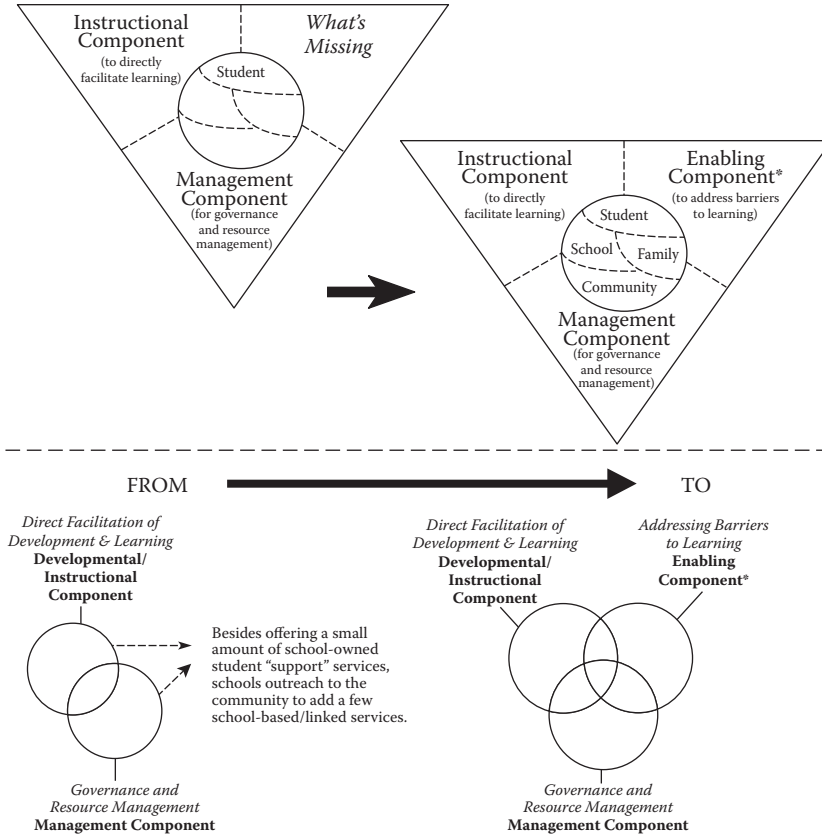 Instructional
Component
(to directly
facilitate learning)
What's
Missing
Student
Management
Component
(for governance
and resource
management)
Instructional
Component
(to directly
facilitate learning)
Enabling
Component*
(to address barriers
to learning)
Student
School
Family
Community
Management
Component
(for governance
and resource
management)
FROM
TO
Direct Facilitation of
Development & Learning
Developmental/
Instructional
Component
Besides offering a small
amount of school-owned
student “support” services,
schools outreach to the
community to add a few
school-based/linked services.
Governance and
Resource Management
Management Component
Direct Facilitation of
Development & Learning
Developmental/
Instructional
Component
Addressing Barriers
to Learning
Enabling
Component*
Governance and
Resource Management
Management Component